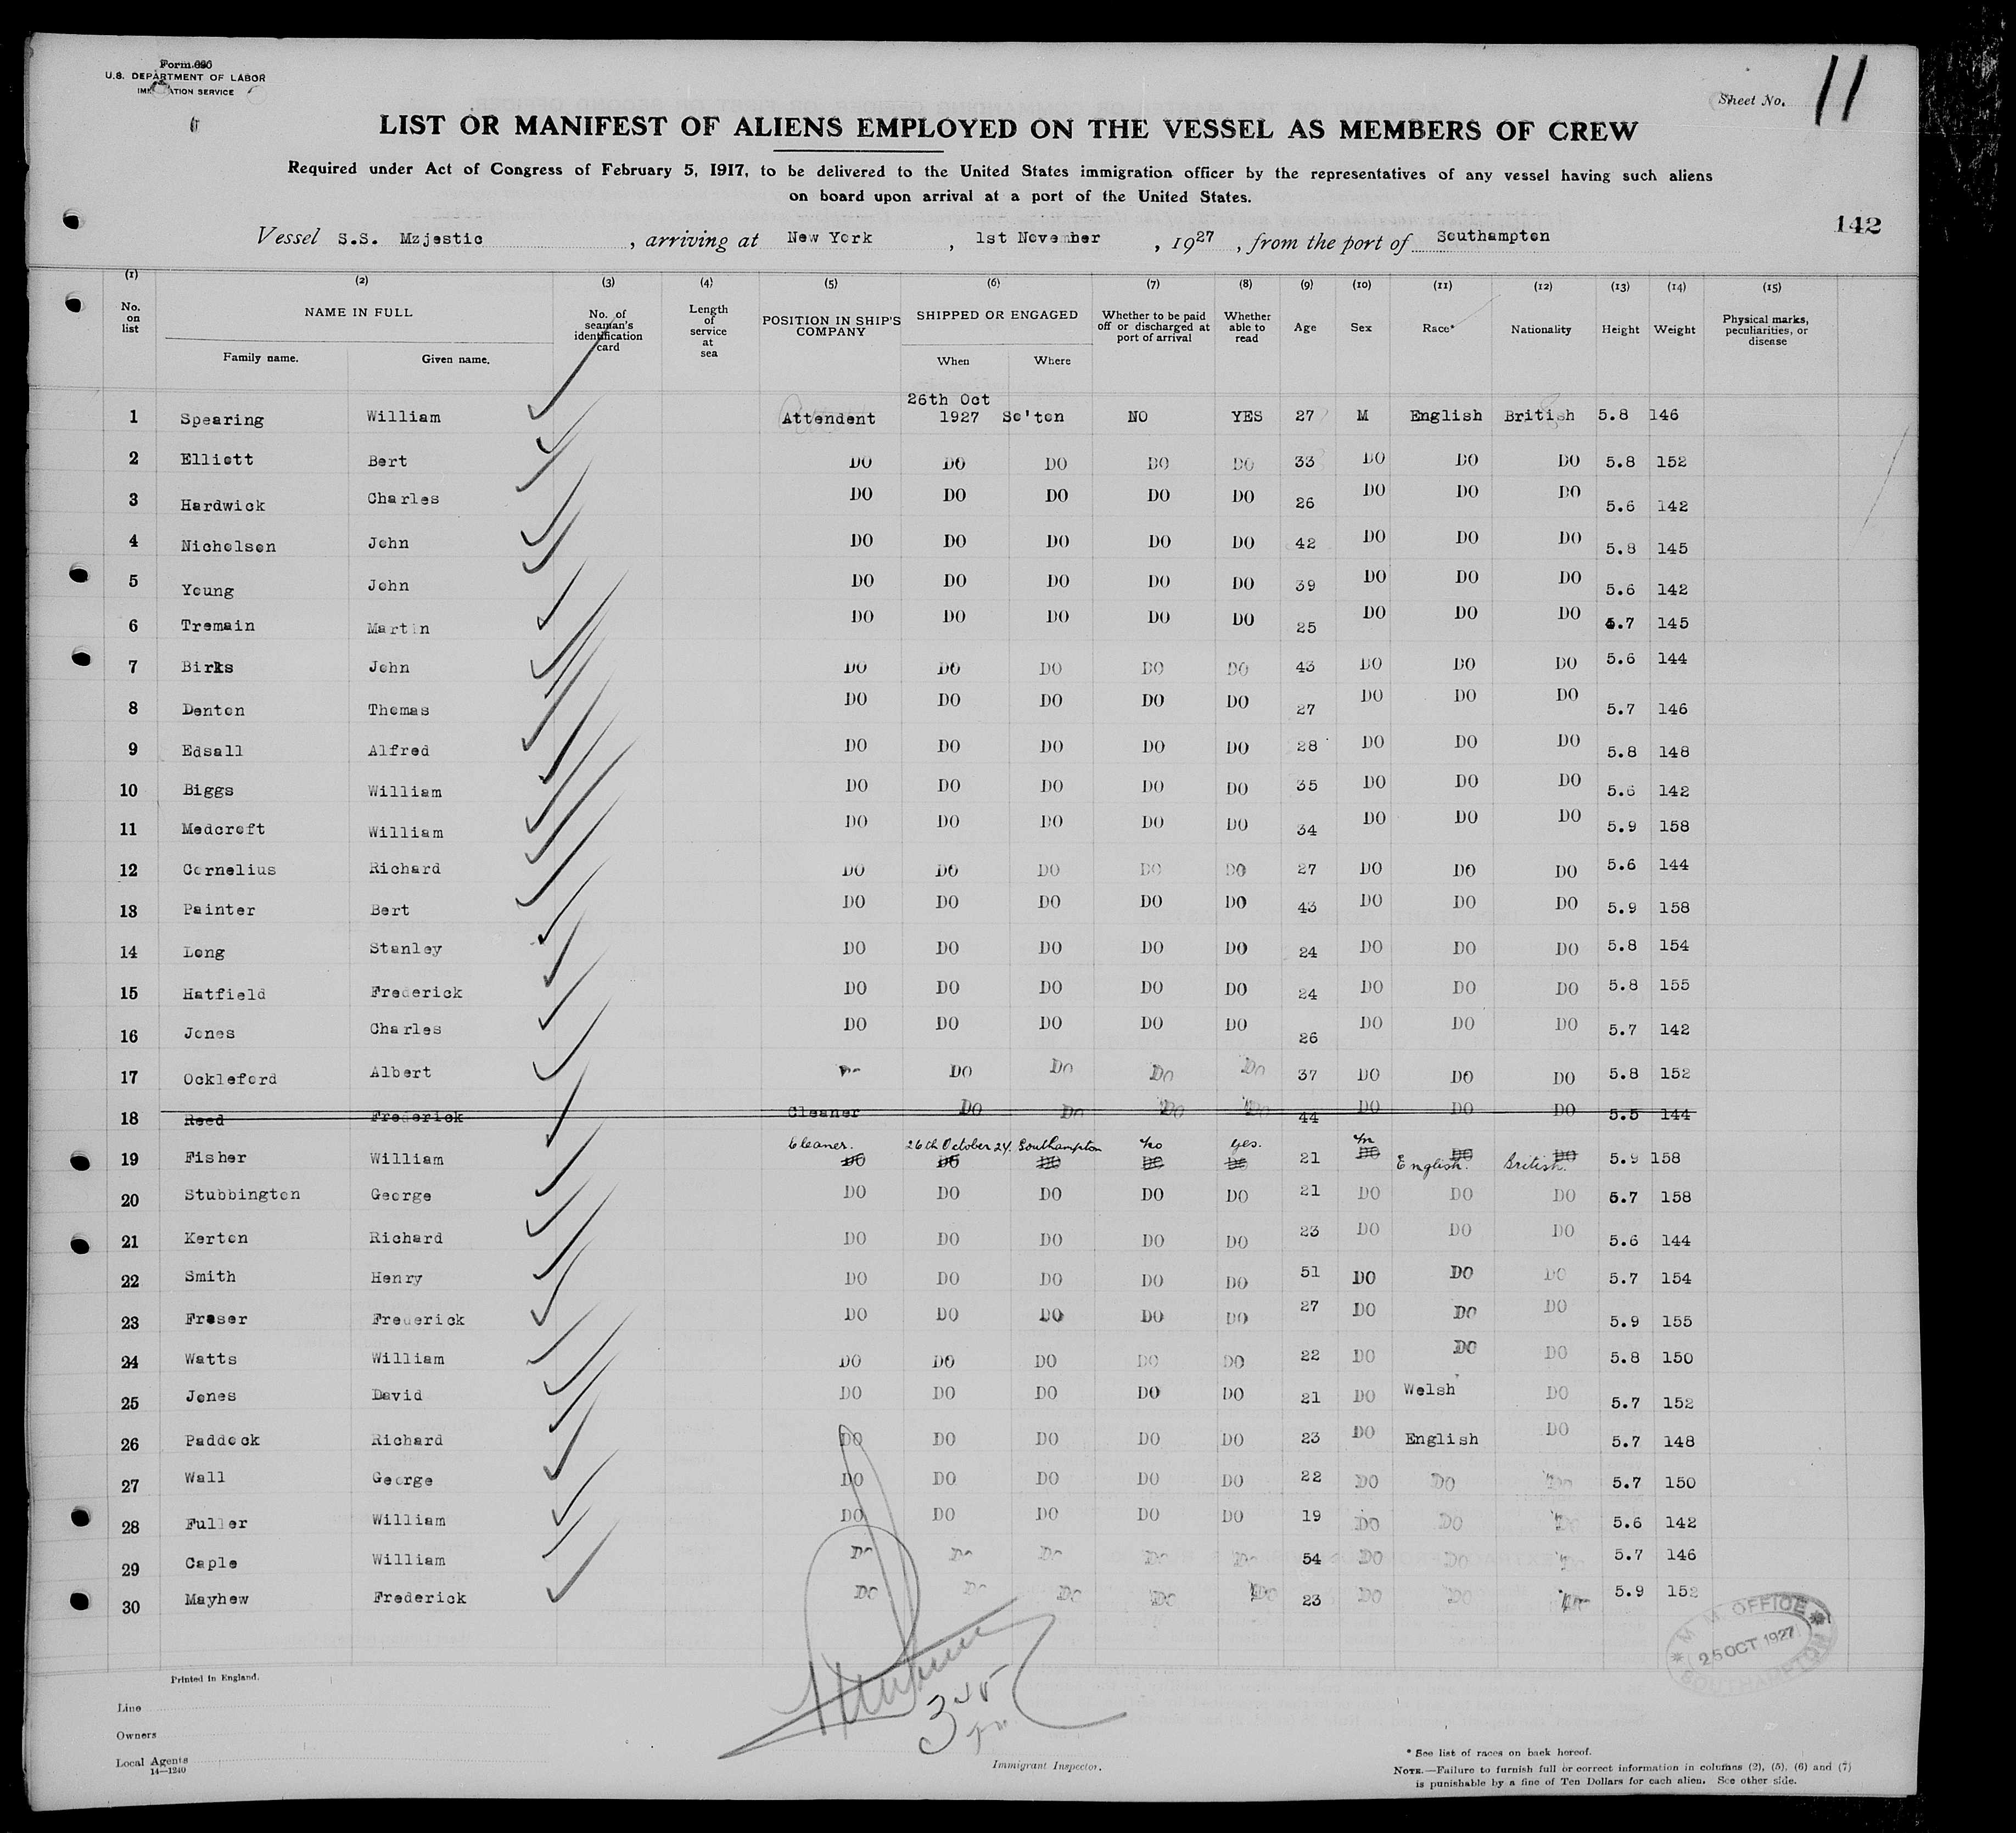 Form 686
U.S. DEPARTMENT OF LABOR
IMMIGRATION SERVICE
Sheet No. 11
LIST OR MANIFEST OF ALIENS EMPLOYED ON THE VESSEL AS MEMBERS OF CREW
Required under Act of Congress of February 5, 1917, to be delivered to the United States immigration officer by the representatives of any vessel having such aliens
on board upon arrival at a port of the United States.
142
Vessel S.S. Mzjestic, arriving at New York, 1st November, 1927, from the port of Southampton
(1) (2) (3) (4) (5) (6) (7) (8) (9) (10) (11) (12) (13) (14) (15)
No. on list NAME IN FULL Family name. Given name. No. of seaman's identification card Length of service at sea POSITION IN SHIP'S COMPANY SHIPPED OR ENGAGED When Where Whether to be paid off or discharged at port of arrival Whether able to read Age Sex Race* Nationality Height Weight Physical marks, peculiarities, or disease
1 Spearing William Attendent 26th Oct 1927 So'ton NO YES 27 M English British 5.8 146
2 Elliott Bert DO DO DO DO DO 33 DO DO DO 5.8 152
3 Hardwick Charles DO DO DO DO DO 26 DO DO DO 5.6 142
4 Nicholson John DO DO DO DO DO 42 DO DO DO 5.8 145
5 Young John DO DO DO DO DO 39 DO DO DO 5.6 142
6 Tremain Martin DO DO DO DO DO 25 DO DO DO 5.7 145
7 Birks John DO DO DO DO DO 43 DO DO DO 5.6 144
8 Denton Thomas DO DO DO DO DO 27 DO DO DO 5.7 146
9 Edsall Alfred DO DO DO DO DO 28 DO DO DO 5.8 148
10 Biggs William DO DO DO DO DO 35 DO DO DO 5.6 142
11 Medcroft William DO DO DO DO DO 34 DO DO DO 5.9 158
12 Cornelius Richard DO DO DO DO DO 27 DO DO DO 5.6 144
13 Painter Bert DO DO DO DO DO 43 DO DO DO 5.9 158
14 Long Stanley DO DO DO DO DO 24 DO DO DO 5.8 154
15 Hatfield Frederick DO DO DO DO DO 24 DO DO DO 5.8 155
16 Jones Charles DO DO DO DO DO 26 DO DO DO 5.7 142
17 Ockleford Albert Do DO Do Do Do 37 DO DO DO 5.8 152
18 Reed Frederick Cleaner DO Do Do Do 44 DO DO DO 5.5 144
Cleaner. 26th October 24. Southampton No yes. M
19 Fisher William DO DO DO DO DO 21 DO English. DO British. DO 5.9 158
20 Stubbington George DO DO DO DO DO 21 DO DO DO 5.7 158
21 Kerton Richard DO DO DO DO DO 23 DO DO DO 5.6 144
22 Smith Henry DO DO DO DO DO 51 DO DO DO 5.7 154
23 Fraser Frederick DO DO DO DO DO 27 DO DO DO 5.9 155
24 Watts William DO DO DO DO DO 22 DO DO DO 5.8 150
25 Jones David DO DO DO DO DO 21 DO Welsh DO 5.7 152
26 Paddock Richard DO DO DO DO DO 23 DO English DO 5.7 148
27 Wall George DO DO DO DO DO 22 DO DO Do 5.7 150
28 Fuller William DO DO DO DO DO 19 DO DO Do 5.6 142
29 Caple William Do Do Do Do Do 54 DO DO Do 5.7 146
30 Mayhew Frederick DO Do DO Do Do 23 DO DO Do 5.9 152
M. M. OFFICE
25 OCT 1927
SOUTHAMPTON
Printed in England.
Line
Owners
Local Agents
14—1240
Immigrant Inspector.
* See list of races on back hereof.
NOTE.—Failure to furnish full or correct information in columns (2), (5), (6) and (7)
is punishable by a fine of Ten Dollars for each alien. See other side.